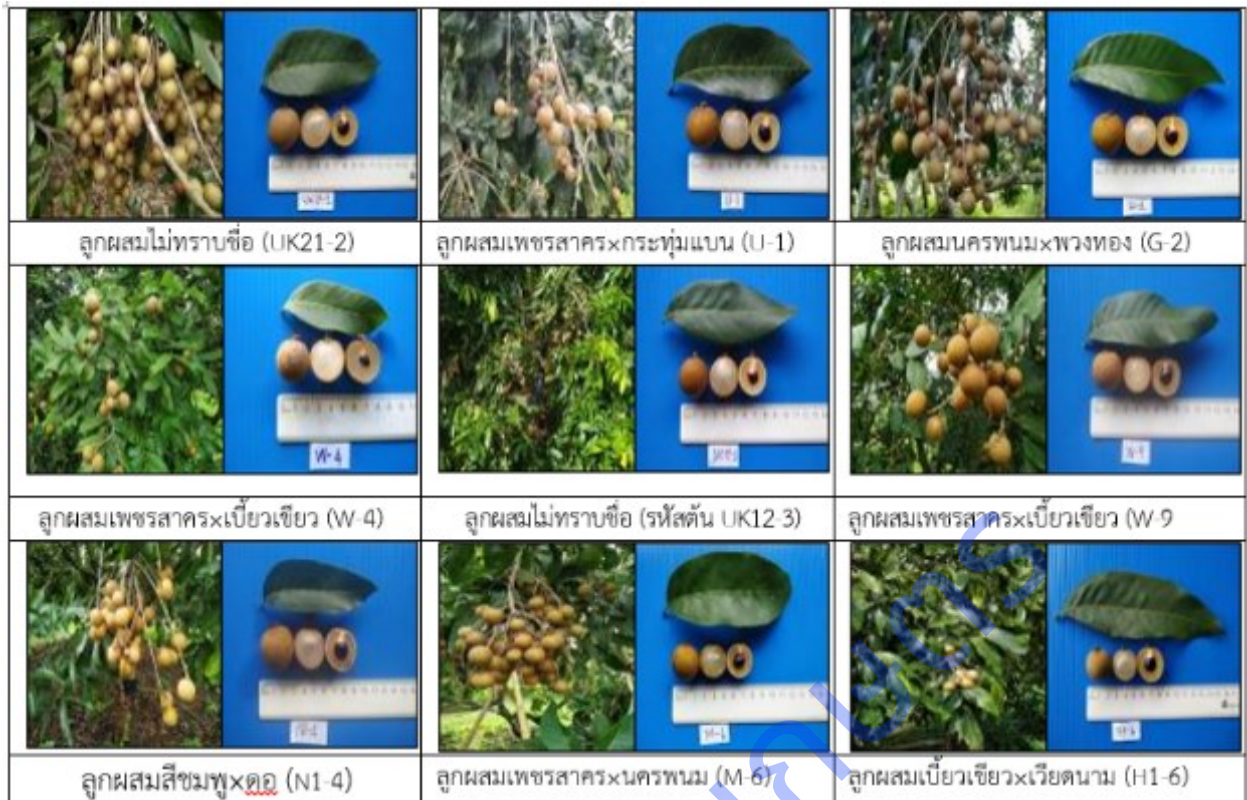 ลูกผสมไม่ทราบชื่อ (UK21-2)
ลูกผสมเพชรสาคร×กระทุ่มแบน (U-1)
ลูกผสมนครพนม×พวงทอง (G-2)
W-4
ลูกผสมเพชรสาคร×เบี้ยวเขียว (W-4)
ลูกผสมไม่ทราบชื่อ (รหัสต้น UK12-3)
ลูกผสมเพชรสาคร×เบี้ยวเขียว (W-9
ลูกผสมสีชมพู×ดอ (N1-4)
ลูกผสมเพชรสาคร×นครพนม (M-6)
ลูกผสมเบี้ยวเขียว×เวียดนาม (H1-6)